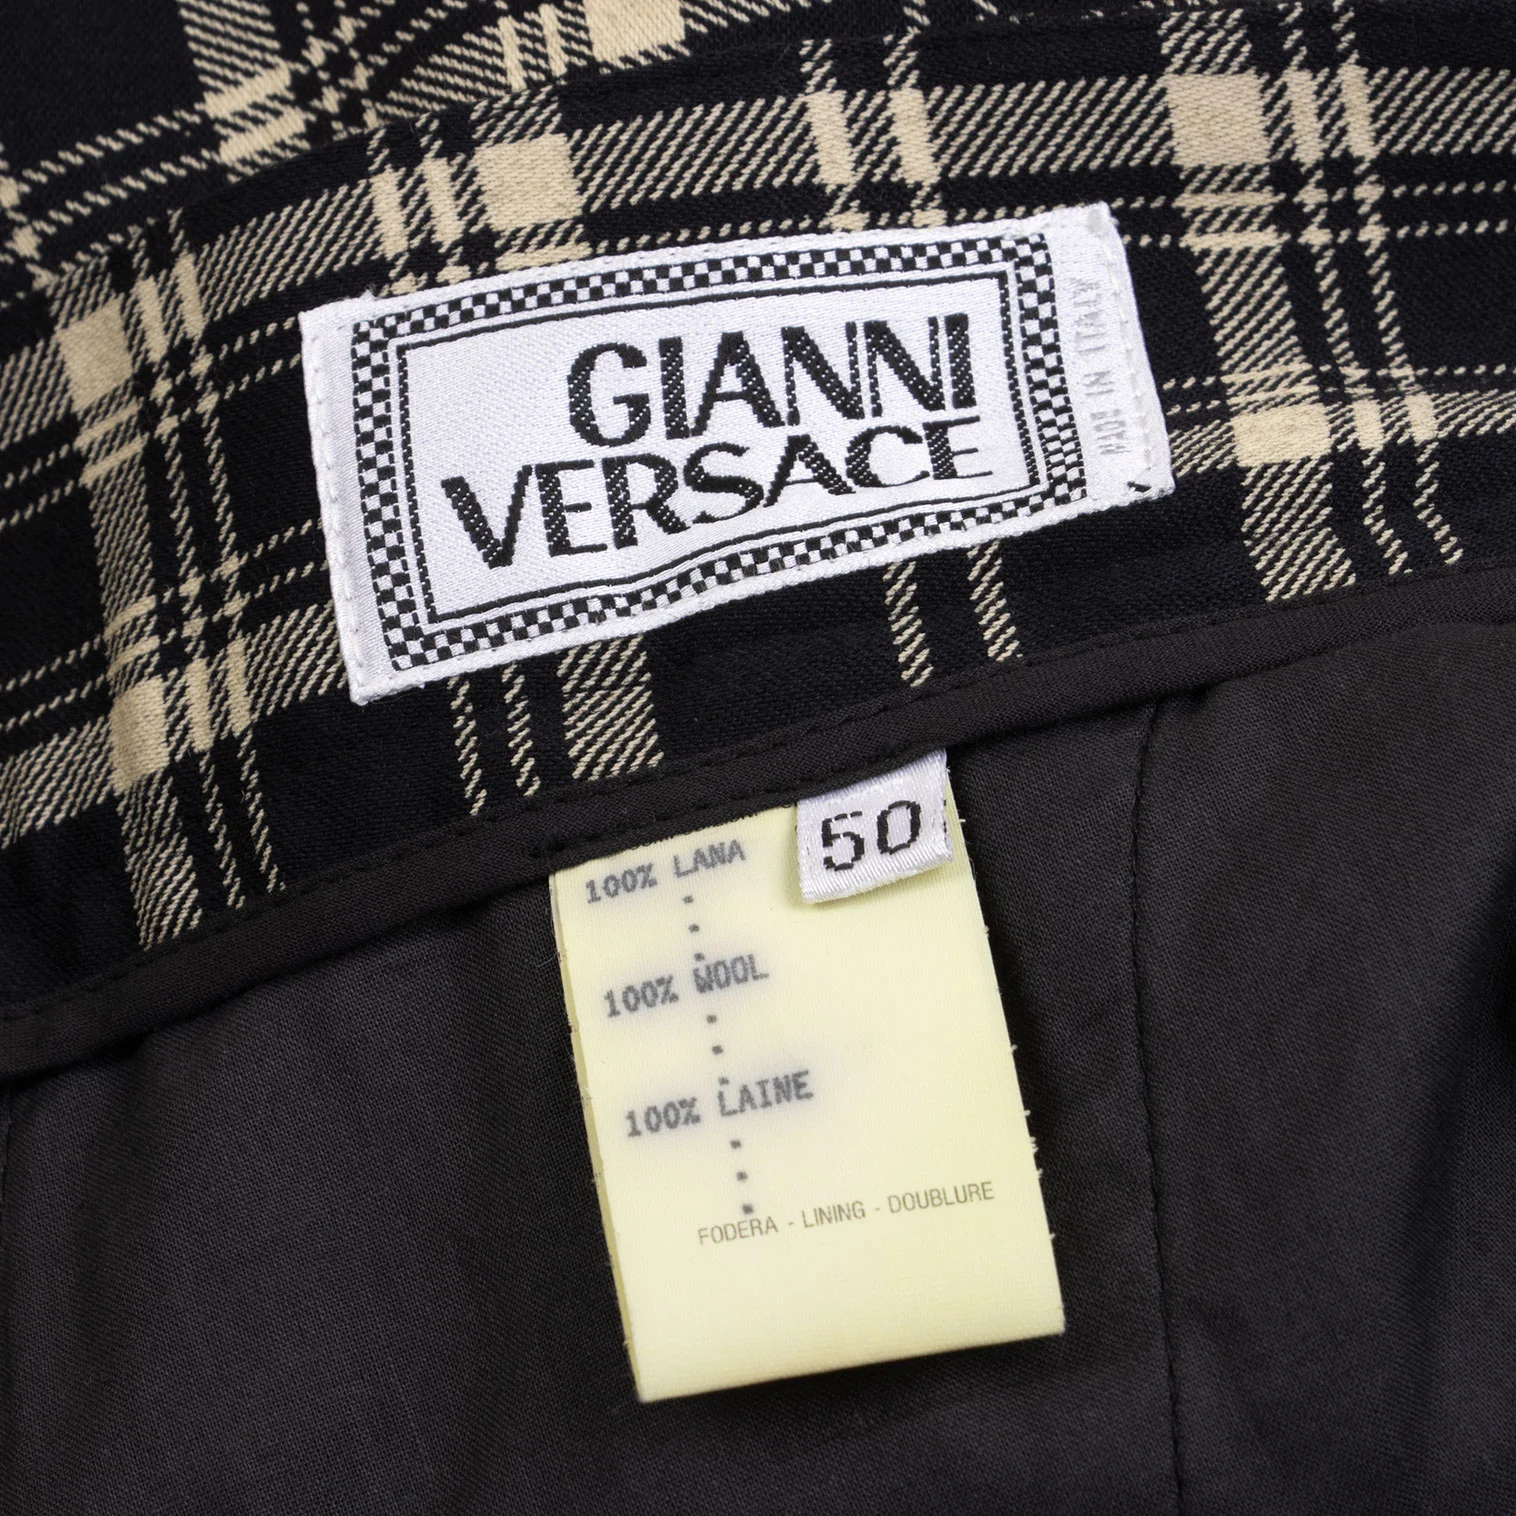 GIANNI
VERSACE
MADE IN ITALY
50
100% LANA
100% WOOL
100% LAINE
FODERA - LINING - DOUBLURE